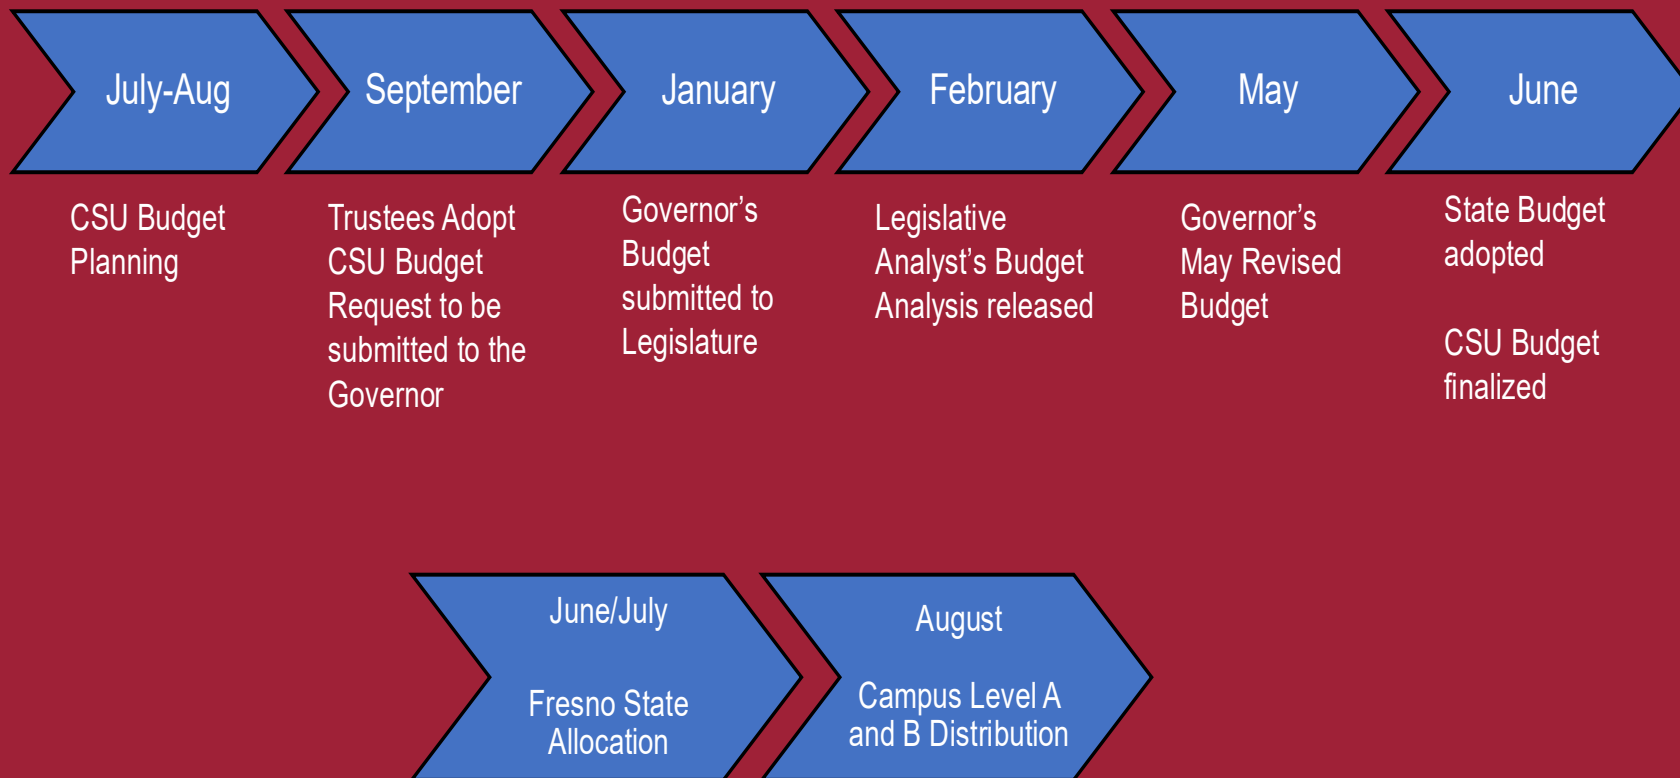 July-Aug
CSU Budget
Planning
September
Trustees Adopt
CSU Budget
Request to be
submitted to the
Governor
January
Governor’s
Budget
submitted to
Legislature
February
Legislative
Analyst’s Budget
Analysis released
May
Governor’s
May Revised
Budget
June
State Budget
adopted
CSU Budget
finalized
June/July
Fresno State
Allocation
August
Campus Level A
and B Distribution